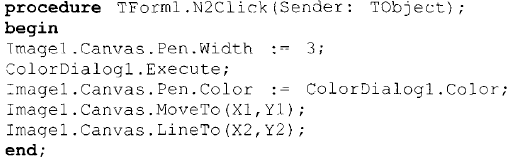 procedure TForm1.N2Click(Sender: TObject);
begin
Image1.Canvas.Pen.Width := 3;
ColorDialog1.Execute;
Image1.Canvas.Pen.Color := ColorDialog1.Color;
Image1.Canvas.MoveTo(X1,Y1);
Image1.Canvas.LineTo(X2,Y2);
end;